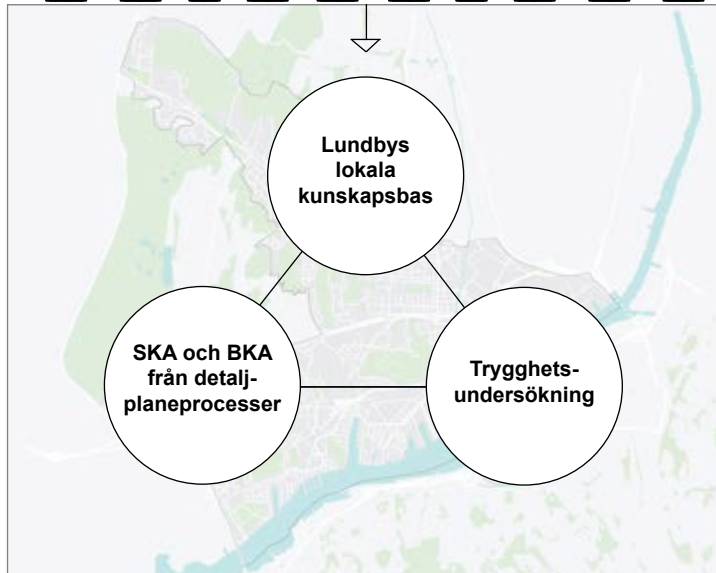 Lundbys
lokala
kunskapsbas
SKA och BKA
från detalj-
planeprocesser
Trygghets-
undersökning